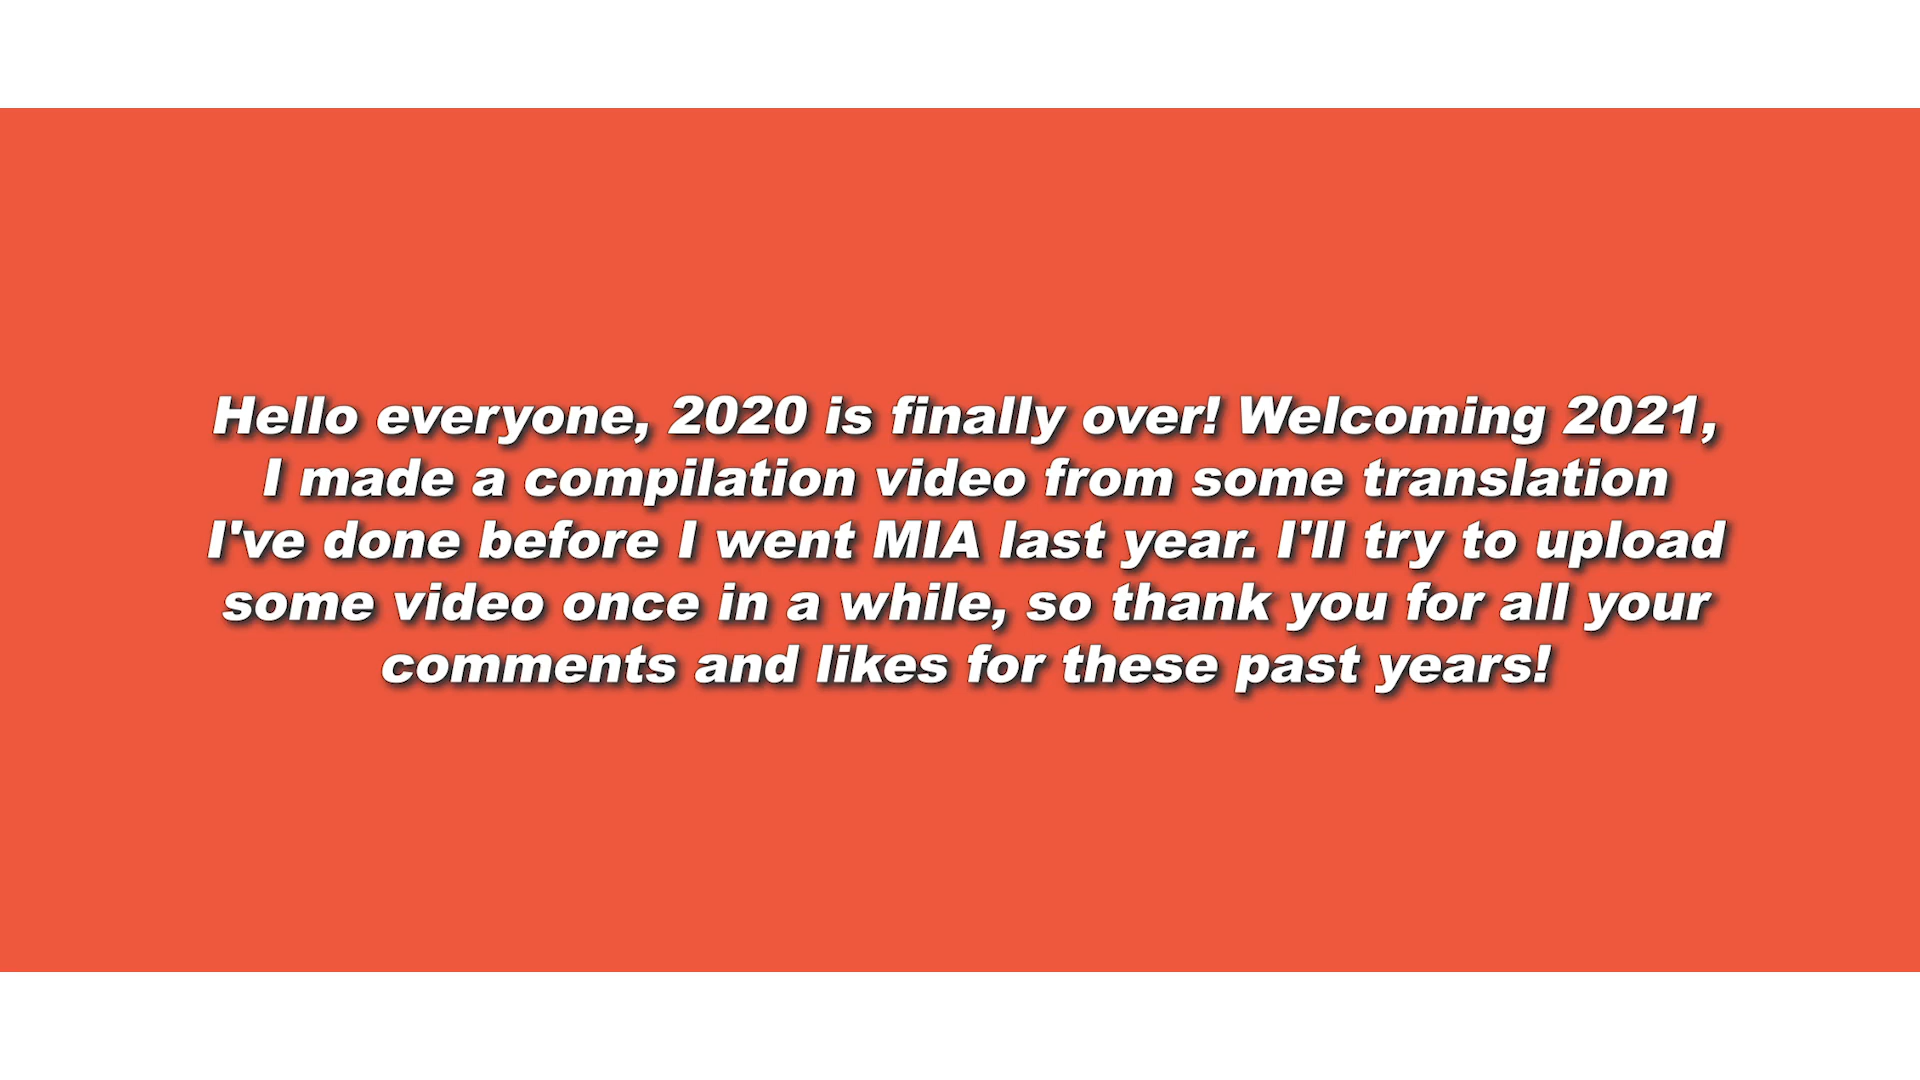 Hello everyone, 2020 is finally over! Welcoming 2021,
I made a compilation video from some translation
I've done before I went MIA last year. I'll try to upload
some video once in a while, so thank you for all your
comments and likes for these past years!